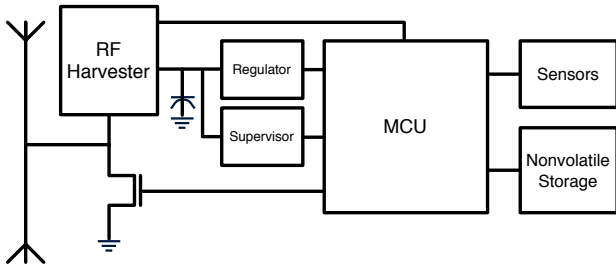 RF
Harvester
Regulator
Supervisor
MCU
Sensors
Nonvolatile
Storage